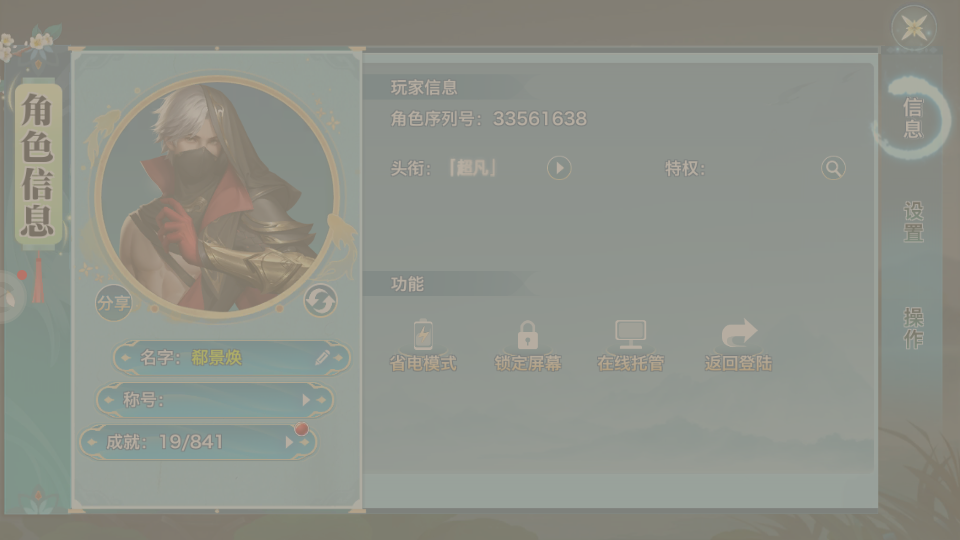 角色信息
玩家信息
角色序列号：33561638
头衔：「超凡」
特权：
功能
省电模式
锁定屏幕
在线托管
返回登陆
分享
名字：郗景焕
称号：
成就：19/841
信息
设置
操作